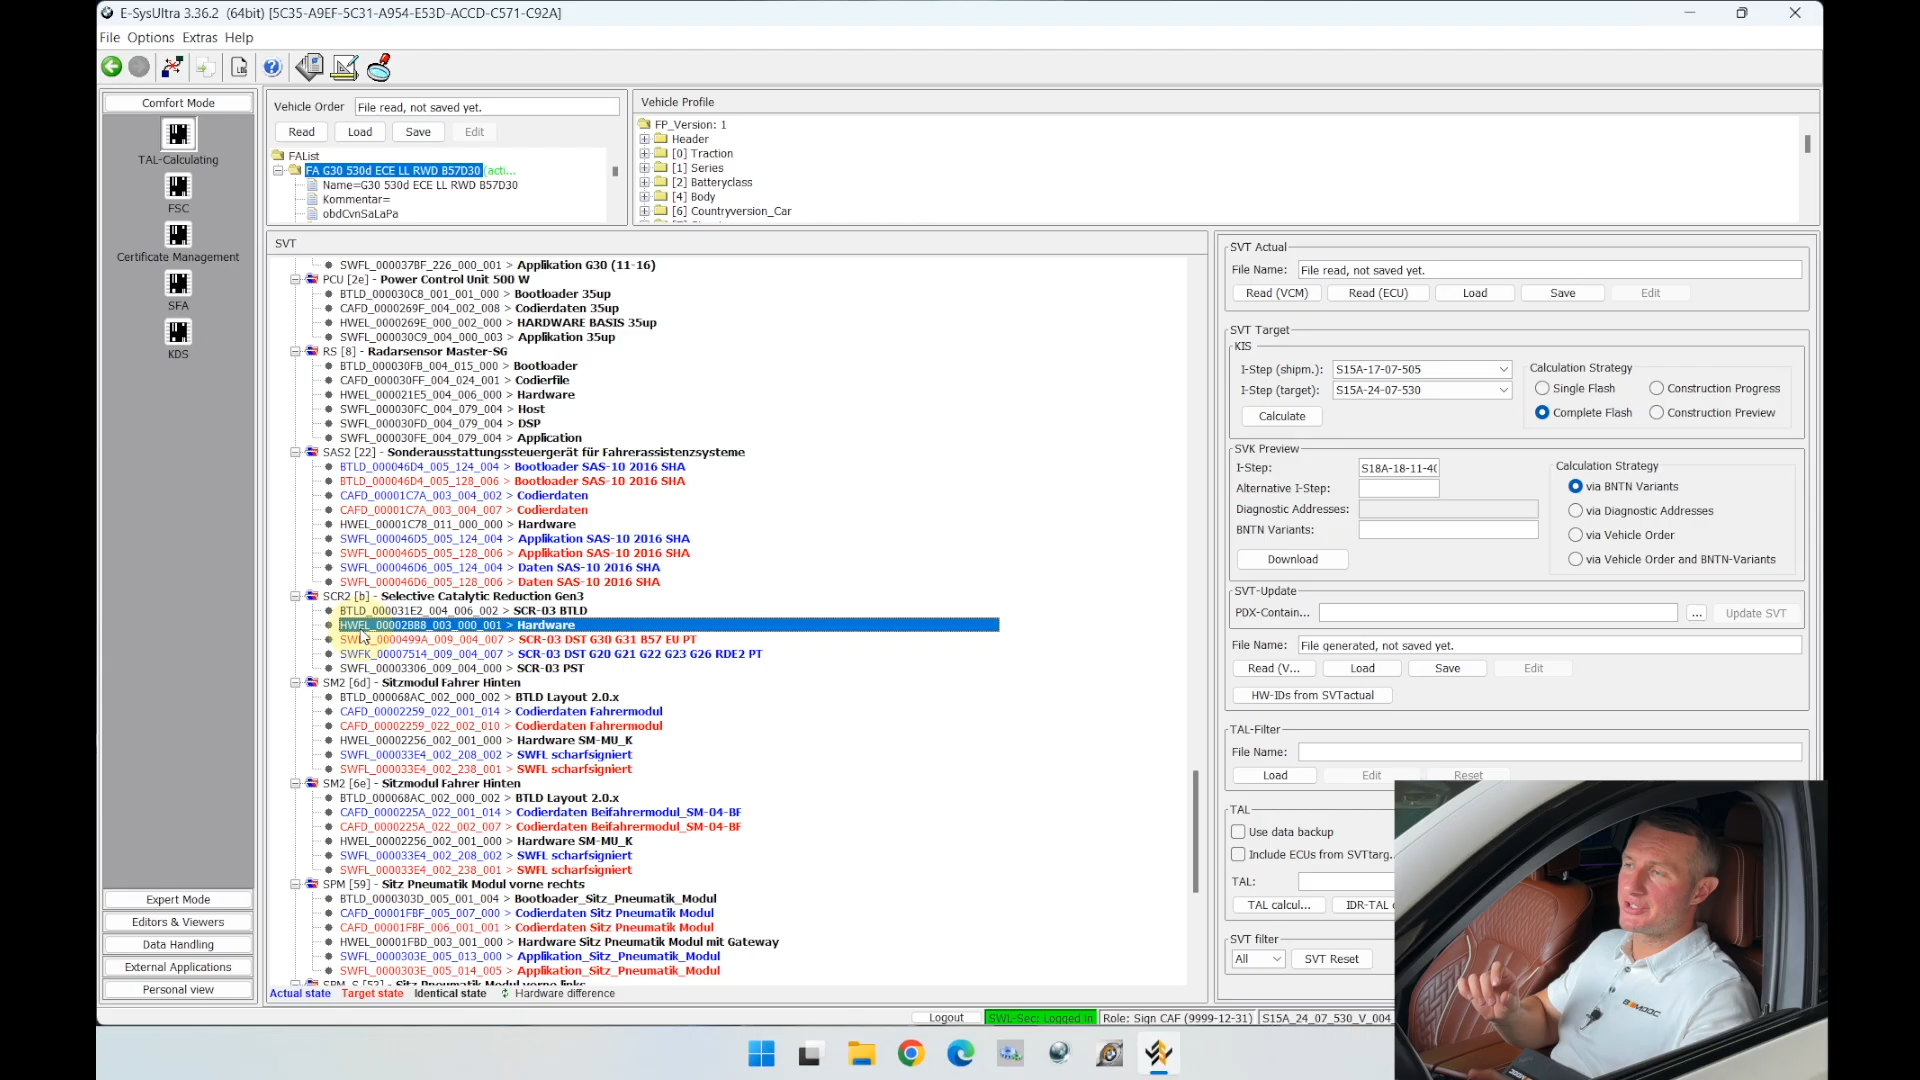 E-SysUltra 3.36.2 (64bit) [5C35-A9EF-5C31-A954-E53D-ACCD-C571-C92A]
File Options Extras Help
LOG
Comfort Mode
TAL-Calculating
FSC
Certificate Management
SFA
KDS
Expert Mode
Editors & Viewers
Data Handling
External Applications
Personal view
Vehicle Order File read, not saved yet.
Read Load Save Edit
FAList
FA G30 530d ECE LL RWD B57D30 (acti...
Name=G30 530d ECE LL RWD B57D30
Kommentar=
obdCvnSaLaPa
Vehicle Profile
FP_Version: 1
Header
[0] Traction
[1] Series
[2] Batteryclass
[4] Body
[6] Countryversion_Car
SVT
SWFL_000037BF_226_000_001 > Applikation G30 (11-16)
PCU [2e] - Power Control Unit 500 W
BTLD_000030C8_001_001_000 > Bootloader 35up
CAFD_0000269F_004_002_008 > Codierdaten 35up
HWEL_0000269E_000_002_000 > HARDWARE BASIS 35up
SWFL_000030C9_004_000_003 > Applikation 35up
RS [8] - Radarsensor Master-SG
BTLD_000030FB_004_015_000 > Bootloader
CAFD_000030FF_004_024_001 > Codierfile
HWEL_000021E5_004_006_000 > Hardware
SWFL_000030FC_004_079_004 > Host
SWFL_000030FD_004_079_004 > DSP
SWFL_000030FE_004_079_004 > Application
SAS2 [22] - Sonderausstattungssteuergerät für Fahrerassistenzsysteme
BTLD_000046D4_005_124_004 > Bootloader SAS-10 2016 SHA
BTLD_000046D4_005_128_006 > Bootloader SAS-10 2016 SHA
CAFD_00001C7A_003_004_002 > Codierdaten
CAFD_00001C7A_003_004_007 > Codierdaten
HWEL_00001C78_011_000_000 > Hardware
SWFL_000046D5_005_124_004 > Applikation SAS-10 2016 SHA
SWFL_000046D5_005_128_006 > Applikation SAS-10 2016 SHA
SWFL_000046D6_005_124_004 > Daten SAS-10 2016 SHA
SWFL_000046D6_005_128_006 > Daten SAS-10 2016 SHA
SCR2 [b] - Selective Catalytic Reduction Gen3
BTLD_000031E2_004_006_002 > SCR-03 BTLD
HWEL_00002BB8_003_000_001 > Hardware
0000499A_009_004_007 > SCR-03 DST G30 G31 B57 EU PT
SWFK_00007514_009_004_007 > SCR-03 DST G20 G21 G22 G23 G26 RDE2 PT
SWFL_00003306_009_004_000 > SCR-03 PST
SM2 [6d] - Sitzmodul Fahrer Hinten
BTLD_000068AC_002_000_002 > BTLD Layout 2.0.x
CAFD_00002259_022_001_014 > Codierdaten Fahrermodul
CAFD_00002259_022_002_010 > Codierdaten Fahrermodul
HWEL_00002256_002_001_000 > Hardware SM-MU_K
SWFL_000033E4_002_208_002 > SWFL scharfsigniert
SWFL_000033E4_002_238_001 > SWFL scharfsigniert
SM2 [6e] - Sitzmodul Fahrer Hinten
BTLD_000068AC_002_000_002 > BTLD Layout 2.0.x
CAFD_0000225A_022_001_014 > Codierdaten Beifahrermodul_SM-04-BF
CAFD_0000225A_022_002_007 > Codierdaten Beifahrermodul_SM-04-BF
HWEL_00002256_002_001_000 > Hardware SM-MU_K
SWFL_000033E4_002_208_002 > SWFL scharfsigniert
SWFL_000033E4_002_238_001 > SWFL scharfsigniert
SPM [59] - Sitz Pneumatik Modul vorne rechts
BTLD_0000303D_005_001_004 > Bootloader_Sitz_Pneumatik_Modul
CAFD_00001FBF_005_007_000 > Codierdaten Sitz Pneumatik Modul
CAFD_00001FBF_006_001_001 > Codierdaten Sitz Pneumatik Modul
HWEL_00001FBD_003_001_000 > Hardware Sitz Pneumatik Modul mit Gateway
SWFL_0000303E_005_013_000 > Applikation_Sitz_Pneumatik_Modul
SWFL_0000303E_005_014_005 > Applikation_Sitz_Pneumatik_Modul
Actual state Target state Identical state Hardware difference
SVT Actual
File Name: File read, not saved yet.
Read (VCM) Read (ECU) Load Save Edit
SVT Target
KIS
I-Step (shipm.): S15A-17-07-505
I-Step (target): S15A-24-07-530
Calculate
Calculation Strategy
Single Flash Construction Progress
Complete Flash Construction Preview
SVK Preview
I-Step: S18A-18-11-4
Alternative I-Step:
Diagnostic Addresses:
BNTN Variants:
Download
Calculation Strategy
via BNTN Variants
via Diagnostic Addresses
via Vehicle Order
via Vehicle Order and BNTN-Variants
SVT-Update
PDX-Contain... ... Update SVT
File Name: File generated, not saved yet.
Read (V... Load Save Edit
HW-IDs from SVTactual
TAL-Filter
File Name:
Load Edit Reset
TAL
Use data backup
Include ECUs from SVTtarg..
TAL:
TAL calcul... IDR-TAL
SVT filter
All SVT Reset
Logout SWL-Sec: Logged in Role: Sign CAF (9999-12-31) S15A_24_07_530_V_004